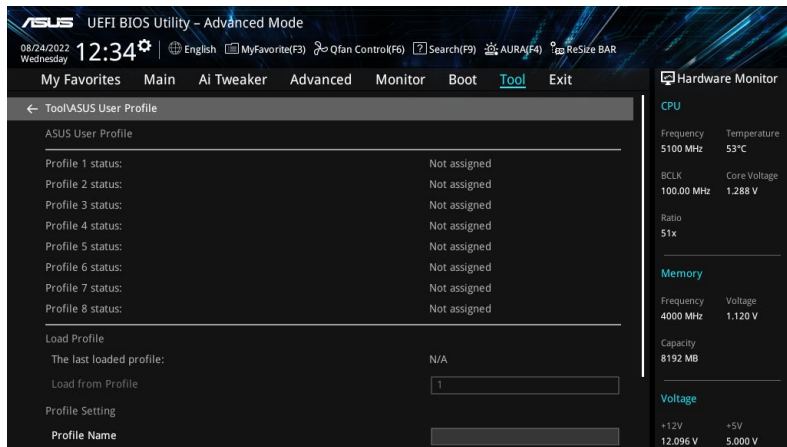 ASUS UEFI BIOS Utility – Advanced Mode
08/24/2022 Wednesday 12:34 English MyFavorite(F3) Qfan Control(F6) ? Search(F9) AURA(F4) ReSize BAR
My Favorites Main Ai Tweaker Advanced Monitor Boot Tool Exit
← Tool\ASUS User Profile
ASUS User Profile
Profile 1 status: Not assigned
Profile 2 status: Not assigned
Profile 3 status: Not assigned
Profile 4 status: Not assigned
Profile 5 status: Not assigned
Profile 6 status: Not assigned
Profile 7 status: Not assigned
Profile 8 status: Not assigned
Load Profile
The last loaded profile: N/A
Load from Profile 1
Profile Setting
Profile Name
Hardware Monitor
CPU
Frequency Temperature
5100 MHz 53°C
BCLK Core Voltage
100.00 MHz 1.288 V
Ratio
51x
Memory
Frequency Voltage
4000 MHz 1.120 V
Capacity
8192 MB
Voltage
+12V +5V
12.096 V 5.000 V